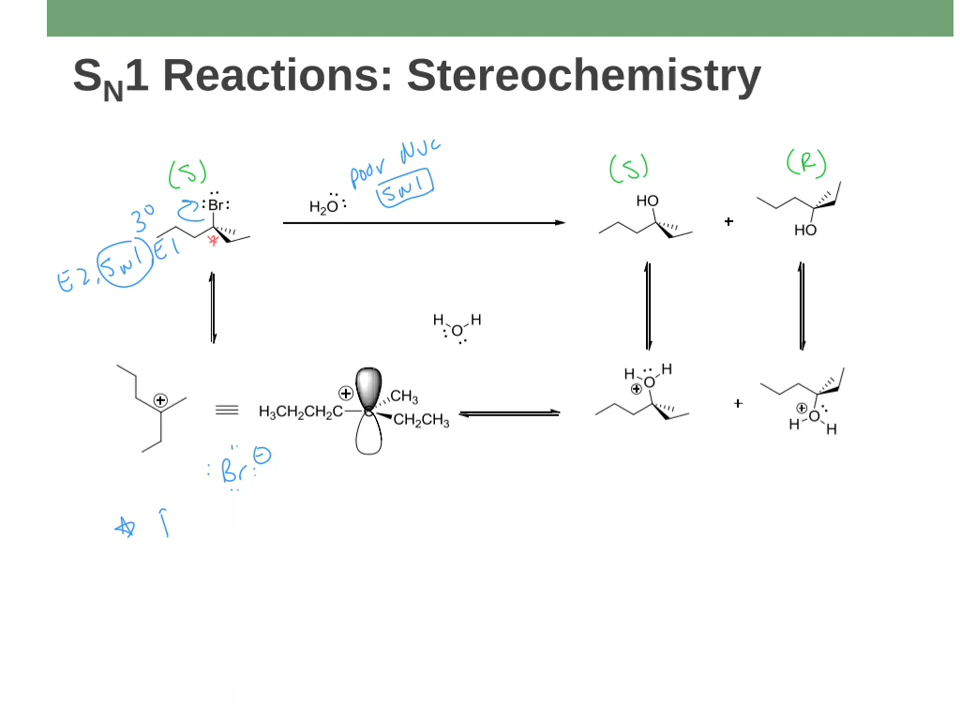 SN1 Reactions: Stereochemistry
(S)
Poor Nuc
SN1
(S)
(R)
:Br:
H2O:
3°
E2, SN1 E1
*
HO
+
HO
H H
O
H H
O
+
H3CH2CH2C C CH3
CH2CH3
+
H O H
:Br: ⊖
☆ I